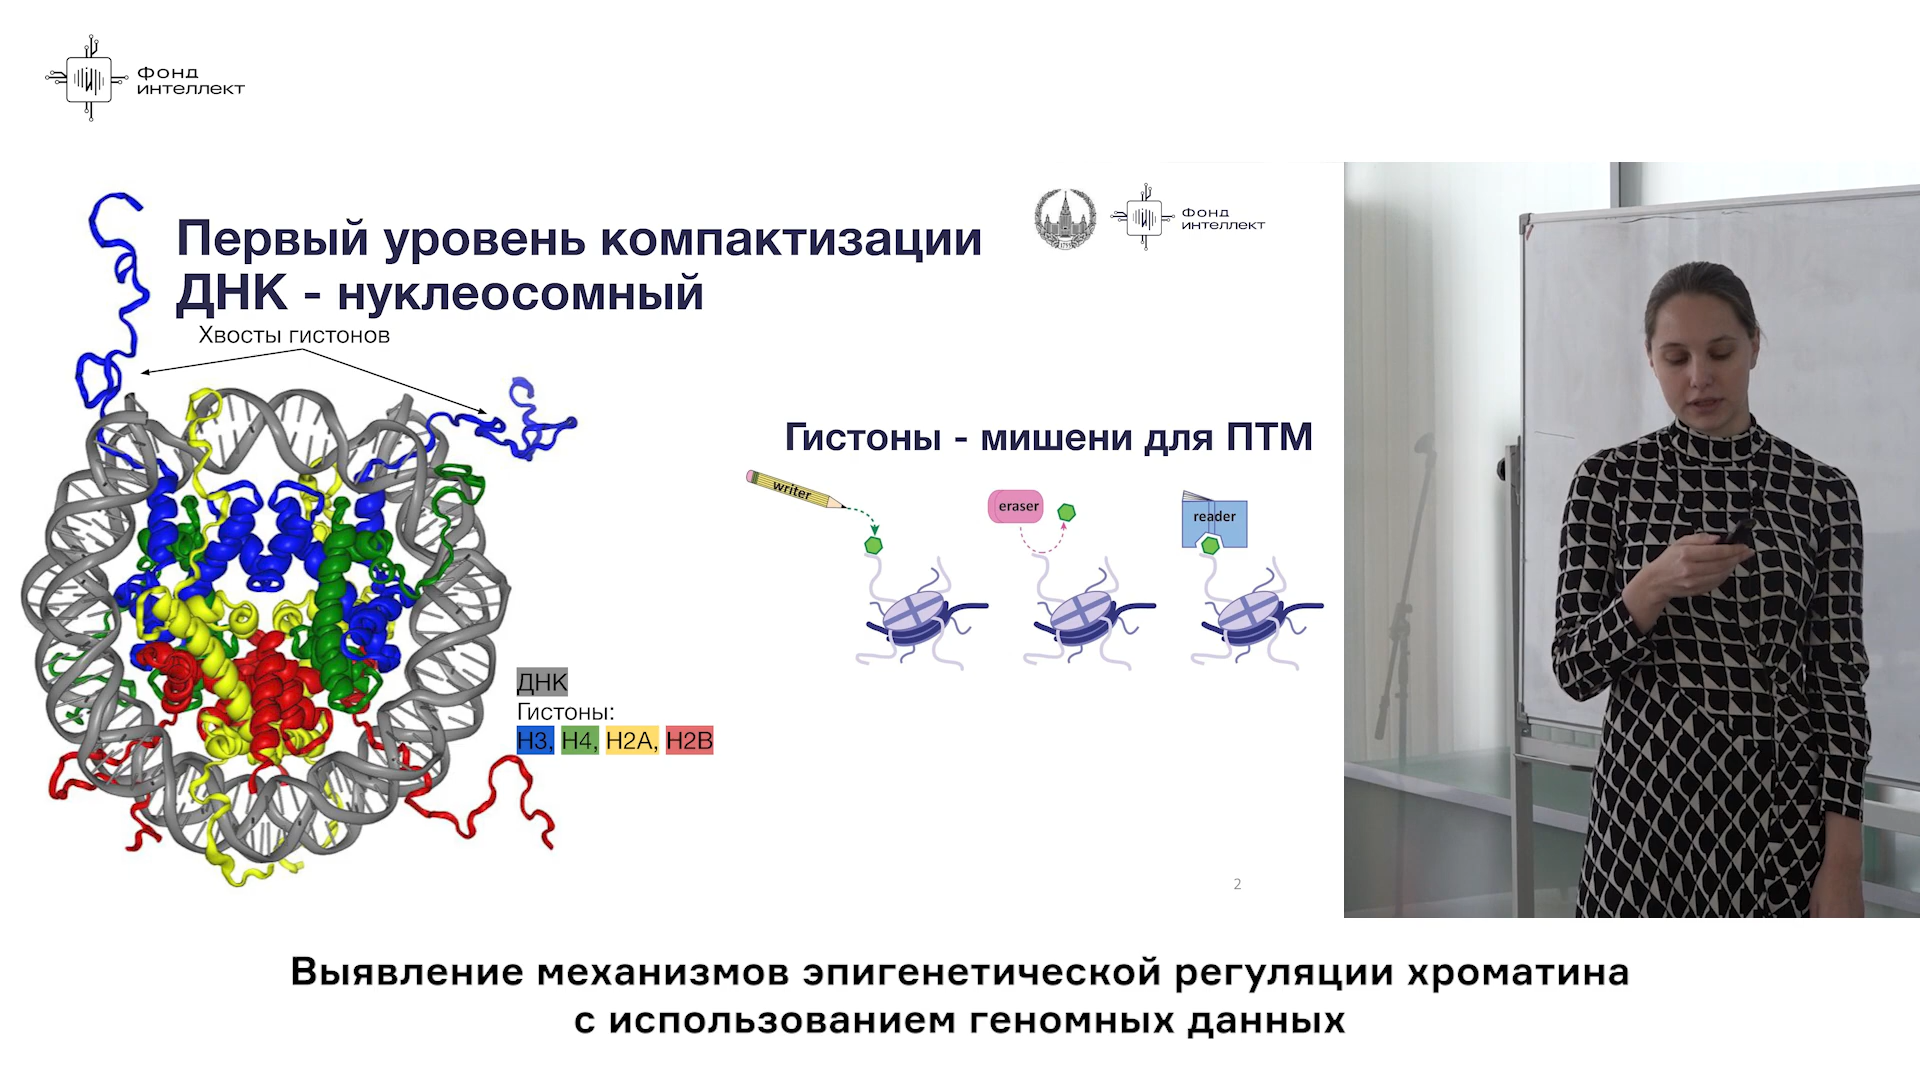 Фонд
интеллект
Первый уровень компактизации
ДНК - нуклеосомный
Фонд
интеллект
Хвосты гистонов
Гистоны - мишени для ПТМ
writer
eraser
reader
ДНК
Гистоны:
H3, H4, H2A, H2B
2
Выявление механизмов эпигенетической регуляции хроматина
с использованием геномных данных